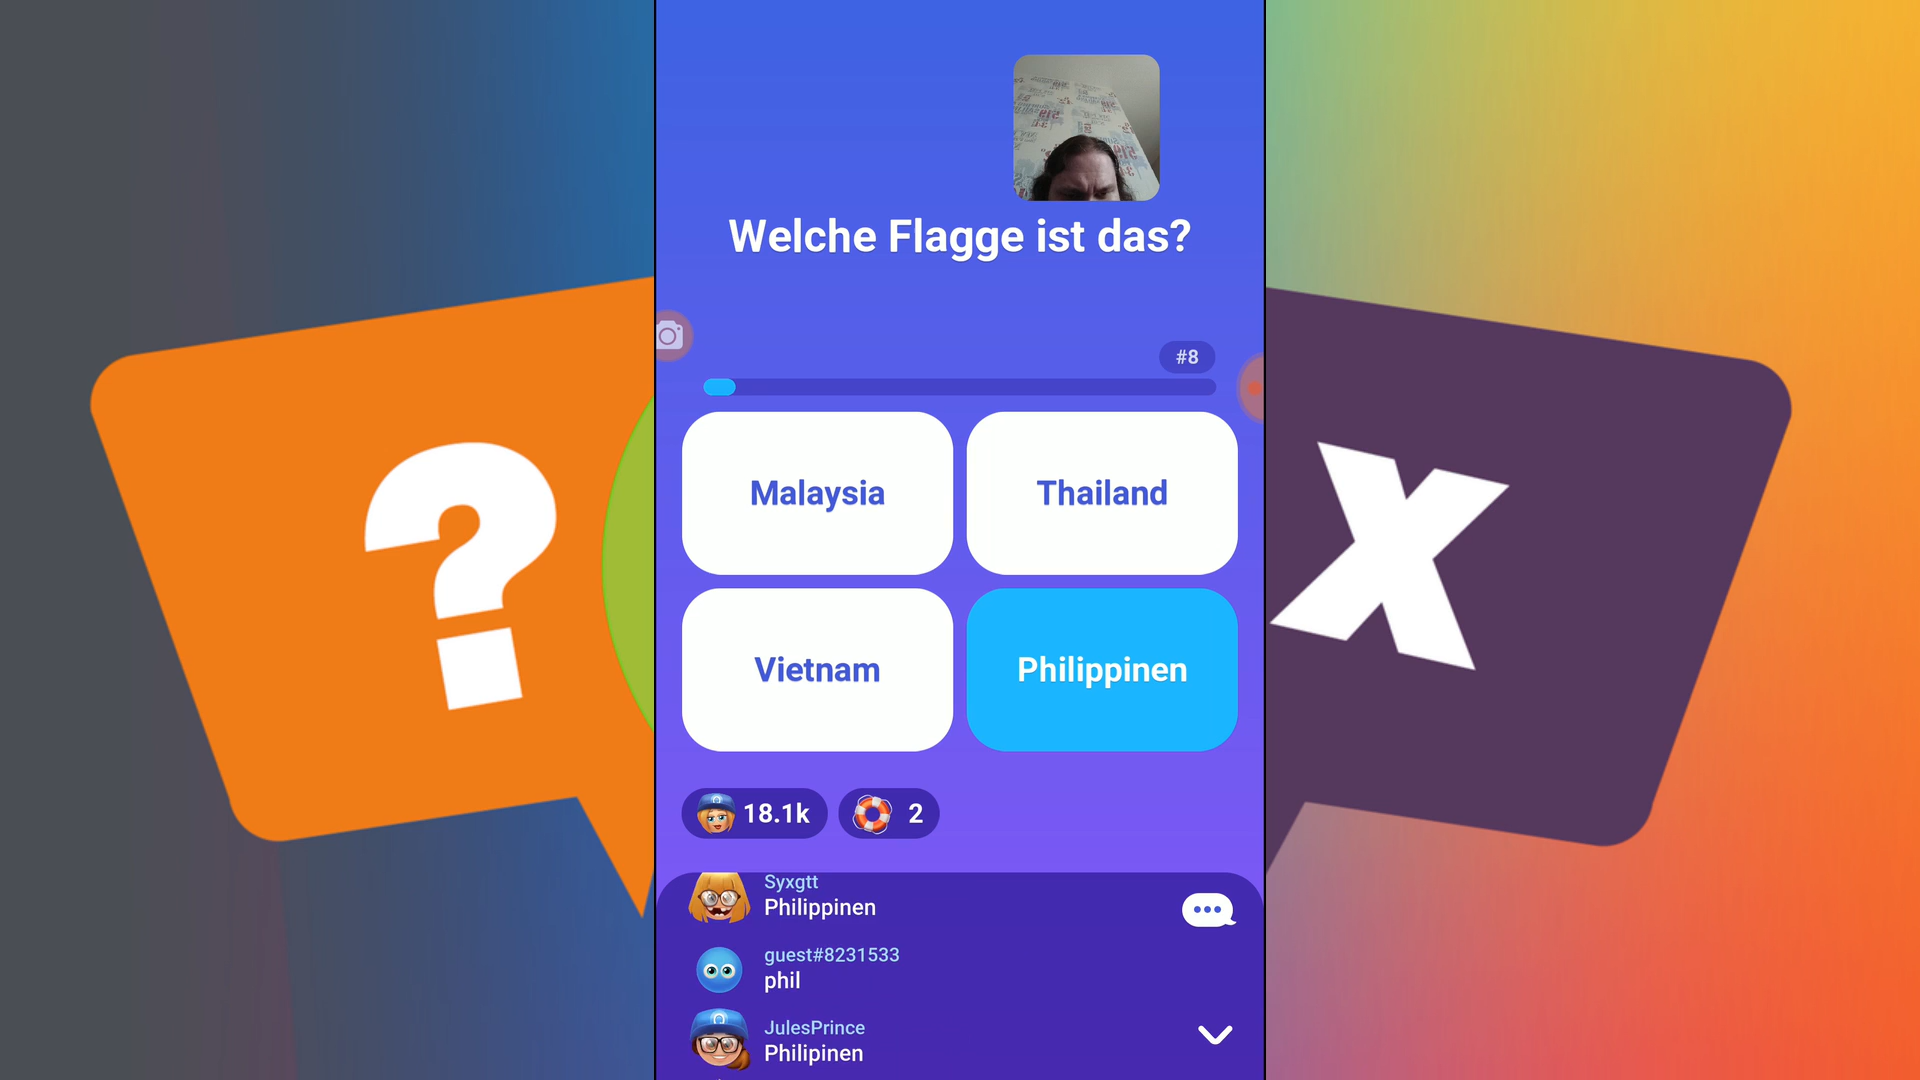 Welche Flagge ist das?
#8
Malaysia
Thailand
Vietnam
Philippinen
18.1k
2
Syxgtt
Philippinen
guest#8231533
phil
JulesPrince
Philipinen
?
X